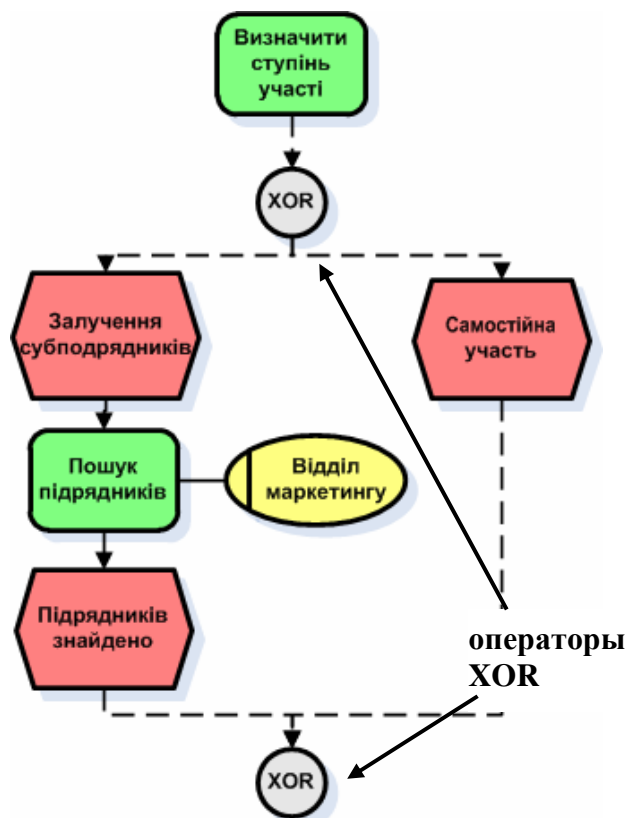 Визначити
ступінь
участі
XOR
Залучення
субподрядників
Самостійна
участь
Пошук
підрядників
Відділ
маркетингу
Підрядників
знайдено
операторы
XOR
XOR